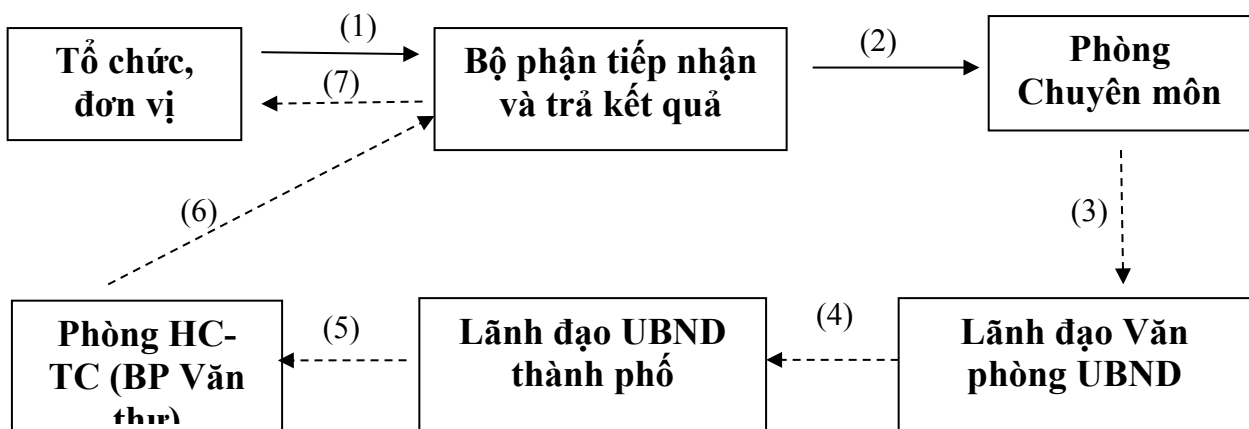 Tổ chức,
đơn vị
(1)
(7)
Bộ phận tiếp nhận
và trả kết quả
(2)
Phòng
Chuyên môn
(6)
(3)
Phòng HC-
TC (BP Văn
thư)
(5)
Lãnh đạo UBND
thành phố
(4)
Lãnh đạo Văn
phòng UBND